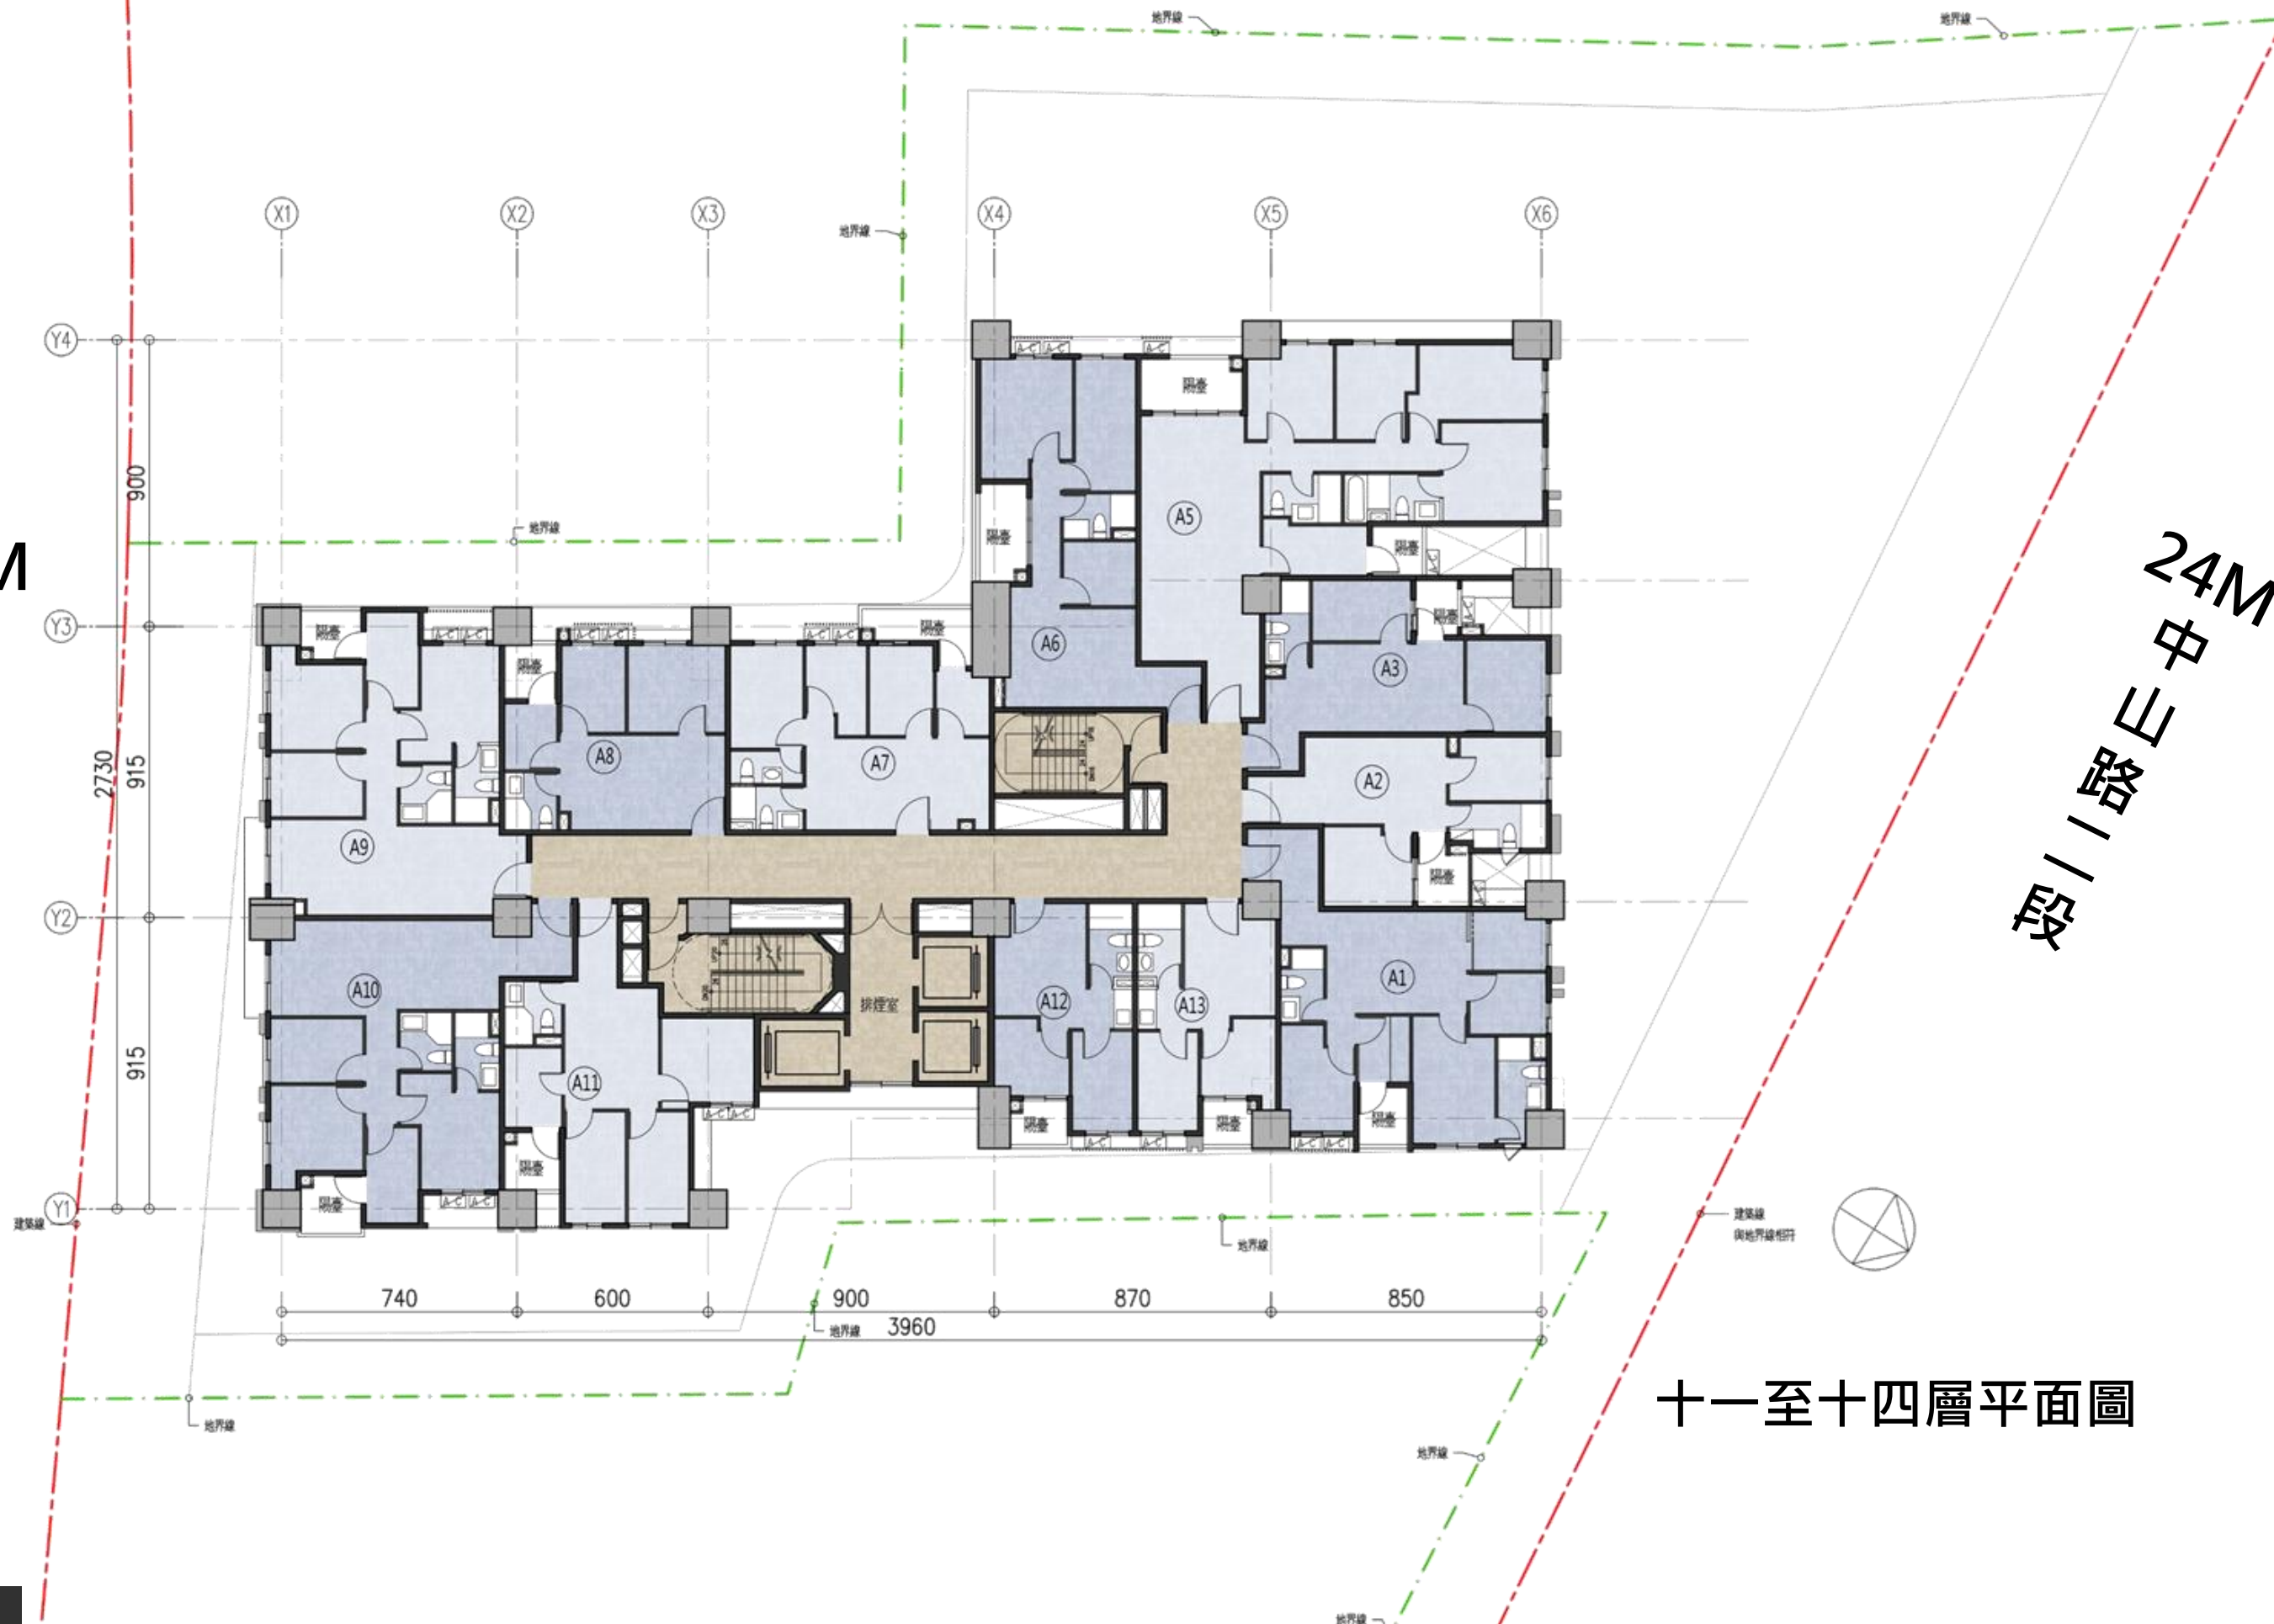 地界線
地界線
X1
X2
X3
地界線
X4
X5
X6
Y4
A/C
A/C
A/C
陽臺
900
地界線
M
陽臺
A5
陽臺
A/C
24M
中山路二段
Y3
陽臺
A/C
A/C
A/C
A/C
A/C
A/C
陽臺
A6
陽臺
A/C
A3
陽臺
2730
915
A8
A7
A2
A9
陽臺
A/C
Y2
A10
排煙室
A12
A13
A1
915
A11
A/C
A/C
陽臺
陽臺
陽臺
A/C
A/C
A/C
A/C
陽臺
陽臺
A/C
A/C
Y1
建築線
地界線
建築線
與地界線相符
740
600
900
870
850
地界線
3960
地界線
十一至十四層平面圖
地界線
地界線